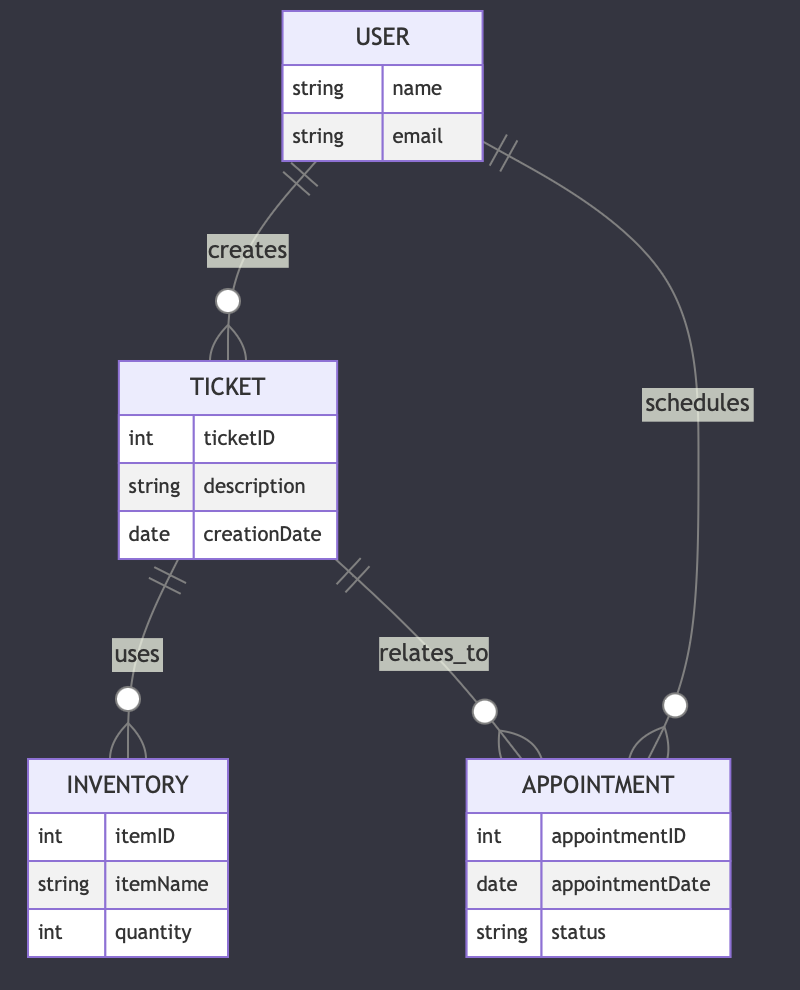 USER
string name
string email
creates
schedules
TICKET
int ticketID
string description
date creationDate
uses
relates_to
INVENTORY
int itemID
string itemName
int quantity
APPOINTMENT
int appointmentID
date appointmentDate
string status